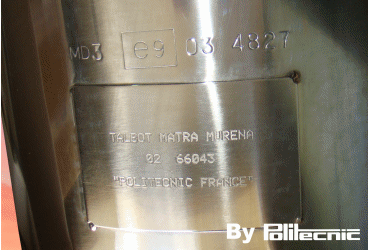 MD3 e9 03 4827
TALBOT MATRA MURENA
02 66043
"POLITECNIC FRANCE"
By Politecnic